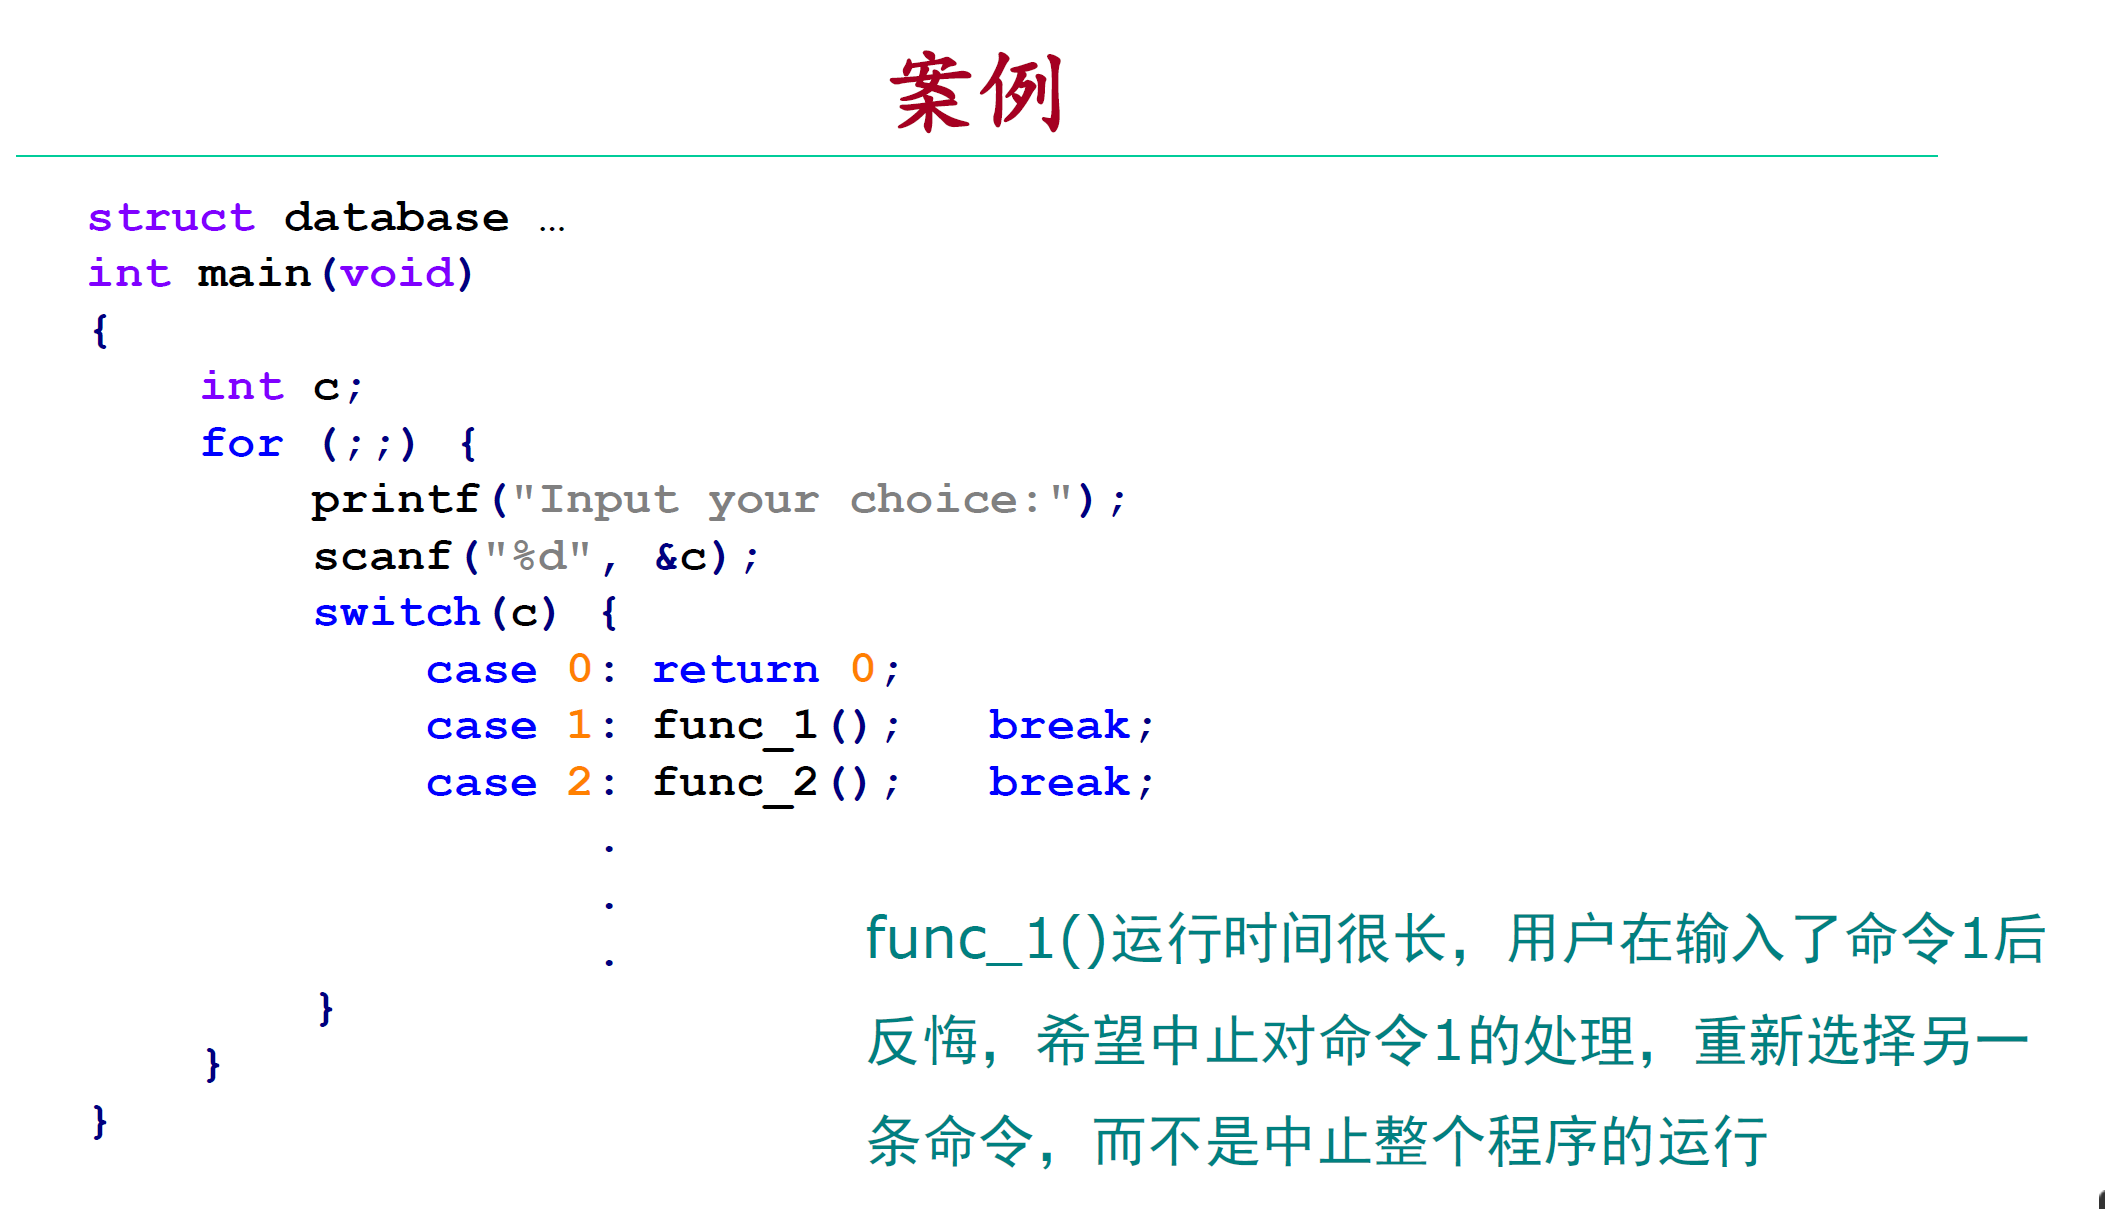 案例
struct database …
int main(void)
{
    int c;
    for (;;) {
        printf("Input your choice:");
        scanf("%d", &c);
        switch(c) {
            case 0: return 0;
            case 1: func_1();   break;
            case 2: func_2();   break;
                  .
                  .
                  .
        }
    }
}
func_1()运行时间很长，用户在输入了命令1后
反悔，希望中止对命令1的处理，重新选择另一
条命令，而不是中止整个程序的运行